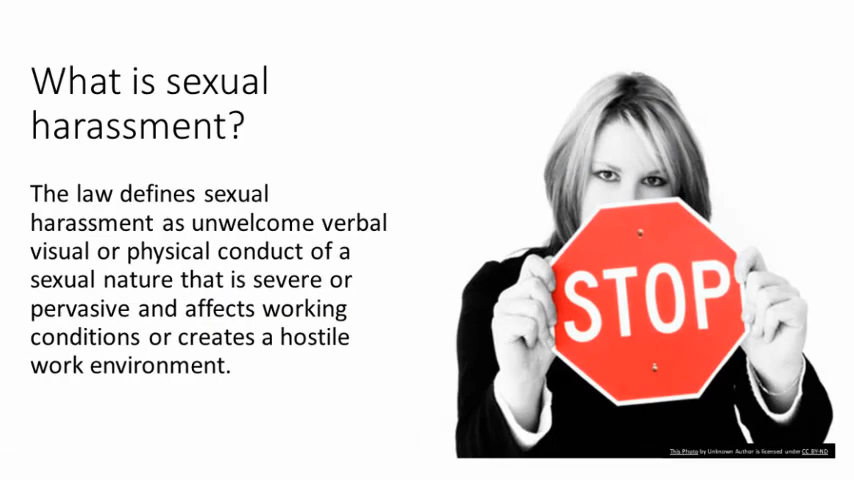 What is sexual
harassment?
The law defines sexual
harassment as unwelcome verbal
visual or physical conduct of a
sexual nature that is severe or
pervasive and affects working
conditions or creates a hostile
work environment.
STOP
This Photo by Unknown Author is licensed under CC BY-ND